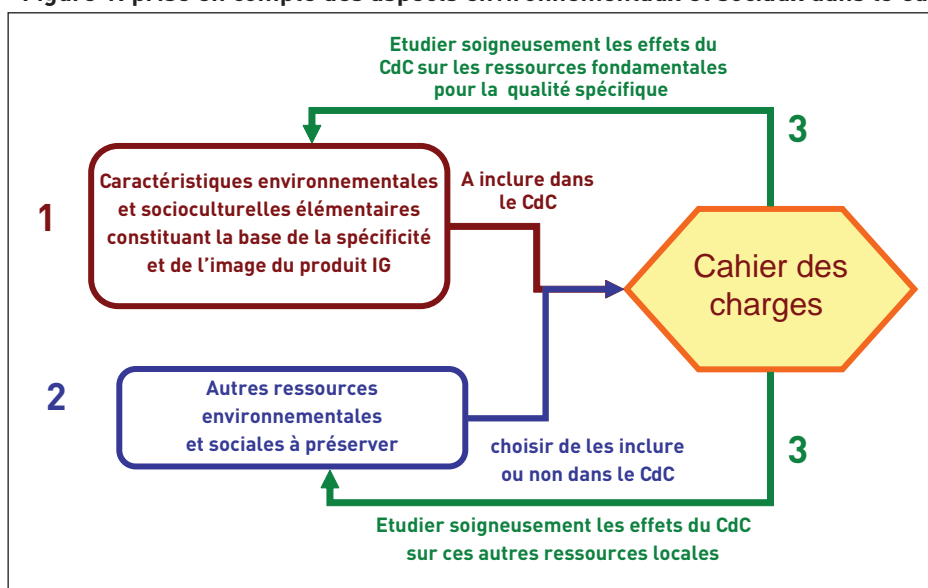 Etudier soigneusement les effets du
CdC sur les ressources fondamentales
pour la qualité spécifique
3
1
Caractéristiques environnementales
et socioculturelles élémentaires
constituant la base de la spécificité
et de l'image du produit IG
A inclure dans
le CdC
Cahier des
charges
2
Autres ressources
environnementales
et sociales à préserver
choisir de les inclure
ou non dans le CdC
3
Etudier soigneusement les effets du CdC
sur ces autres ressources locales